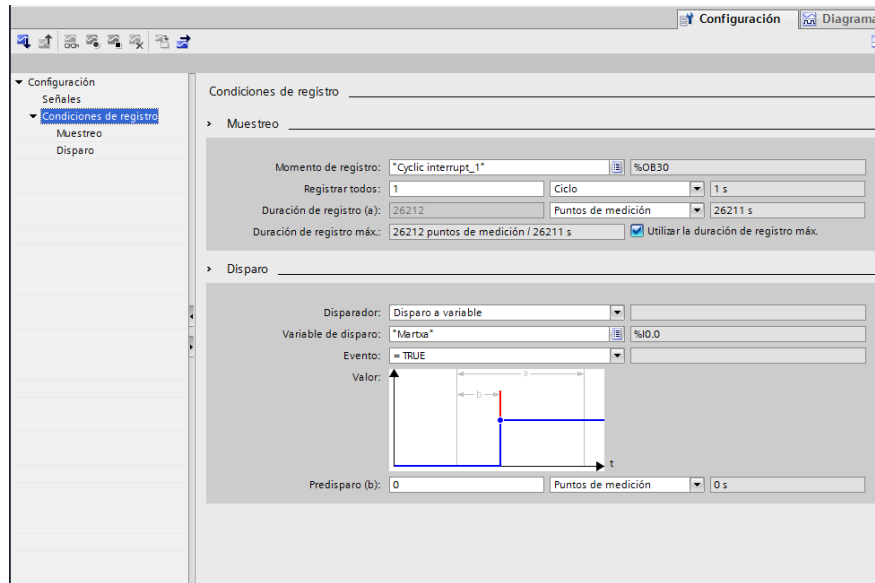 Configuración Diagrama
Configuración
Señales
Condiciones de registro
Muestreo
Disparo
Condiciones de registro
Muestreo
Momento de registro: "Cyclic interrupt_1" %OB30
Registrar todos: 1 Ciclo 1 s
Duración de registro (a): 26212 Puntos de medición 26211 s
Duración de registro máx.: 26212 puntos de medición / 26211 s Utilizar la duración de registro máx.
Disparo
Disparador: Disparo a variable
Variable de disparo: "Martxa" %I0.0
Evento: = TRUE
Valor:
a
b
t
Predisparo (b): 0 Puntos de medición 0 s